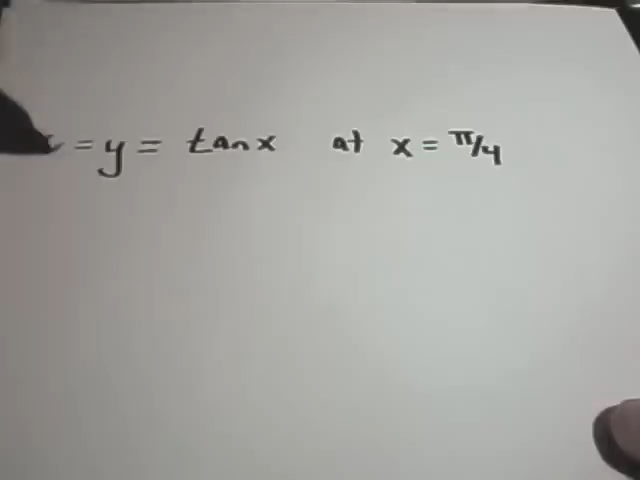 = y = tan x at x = π/4